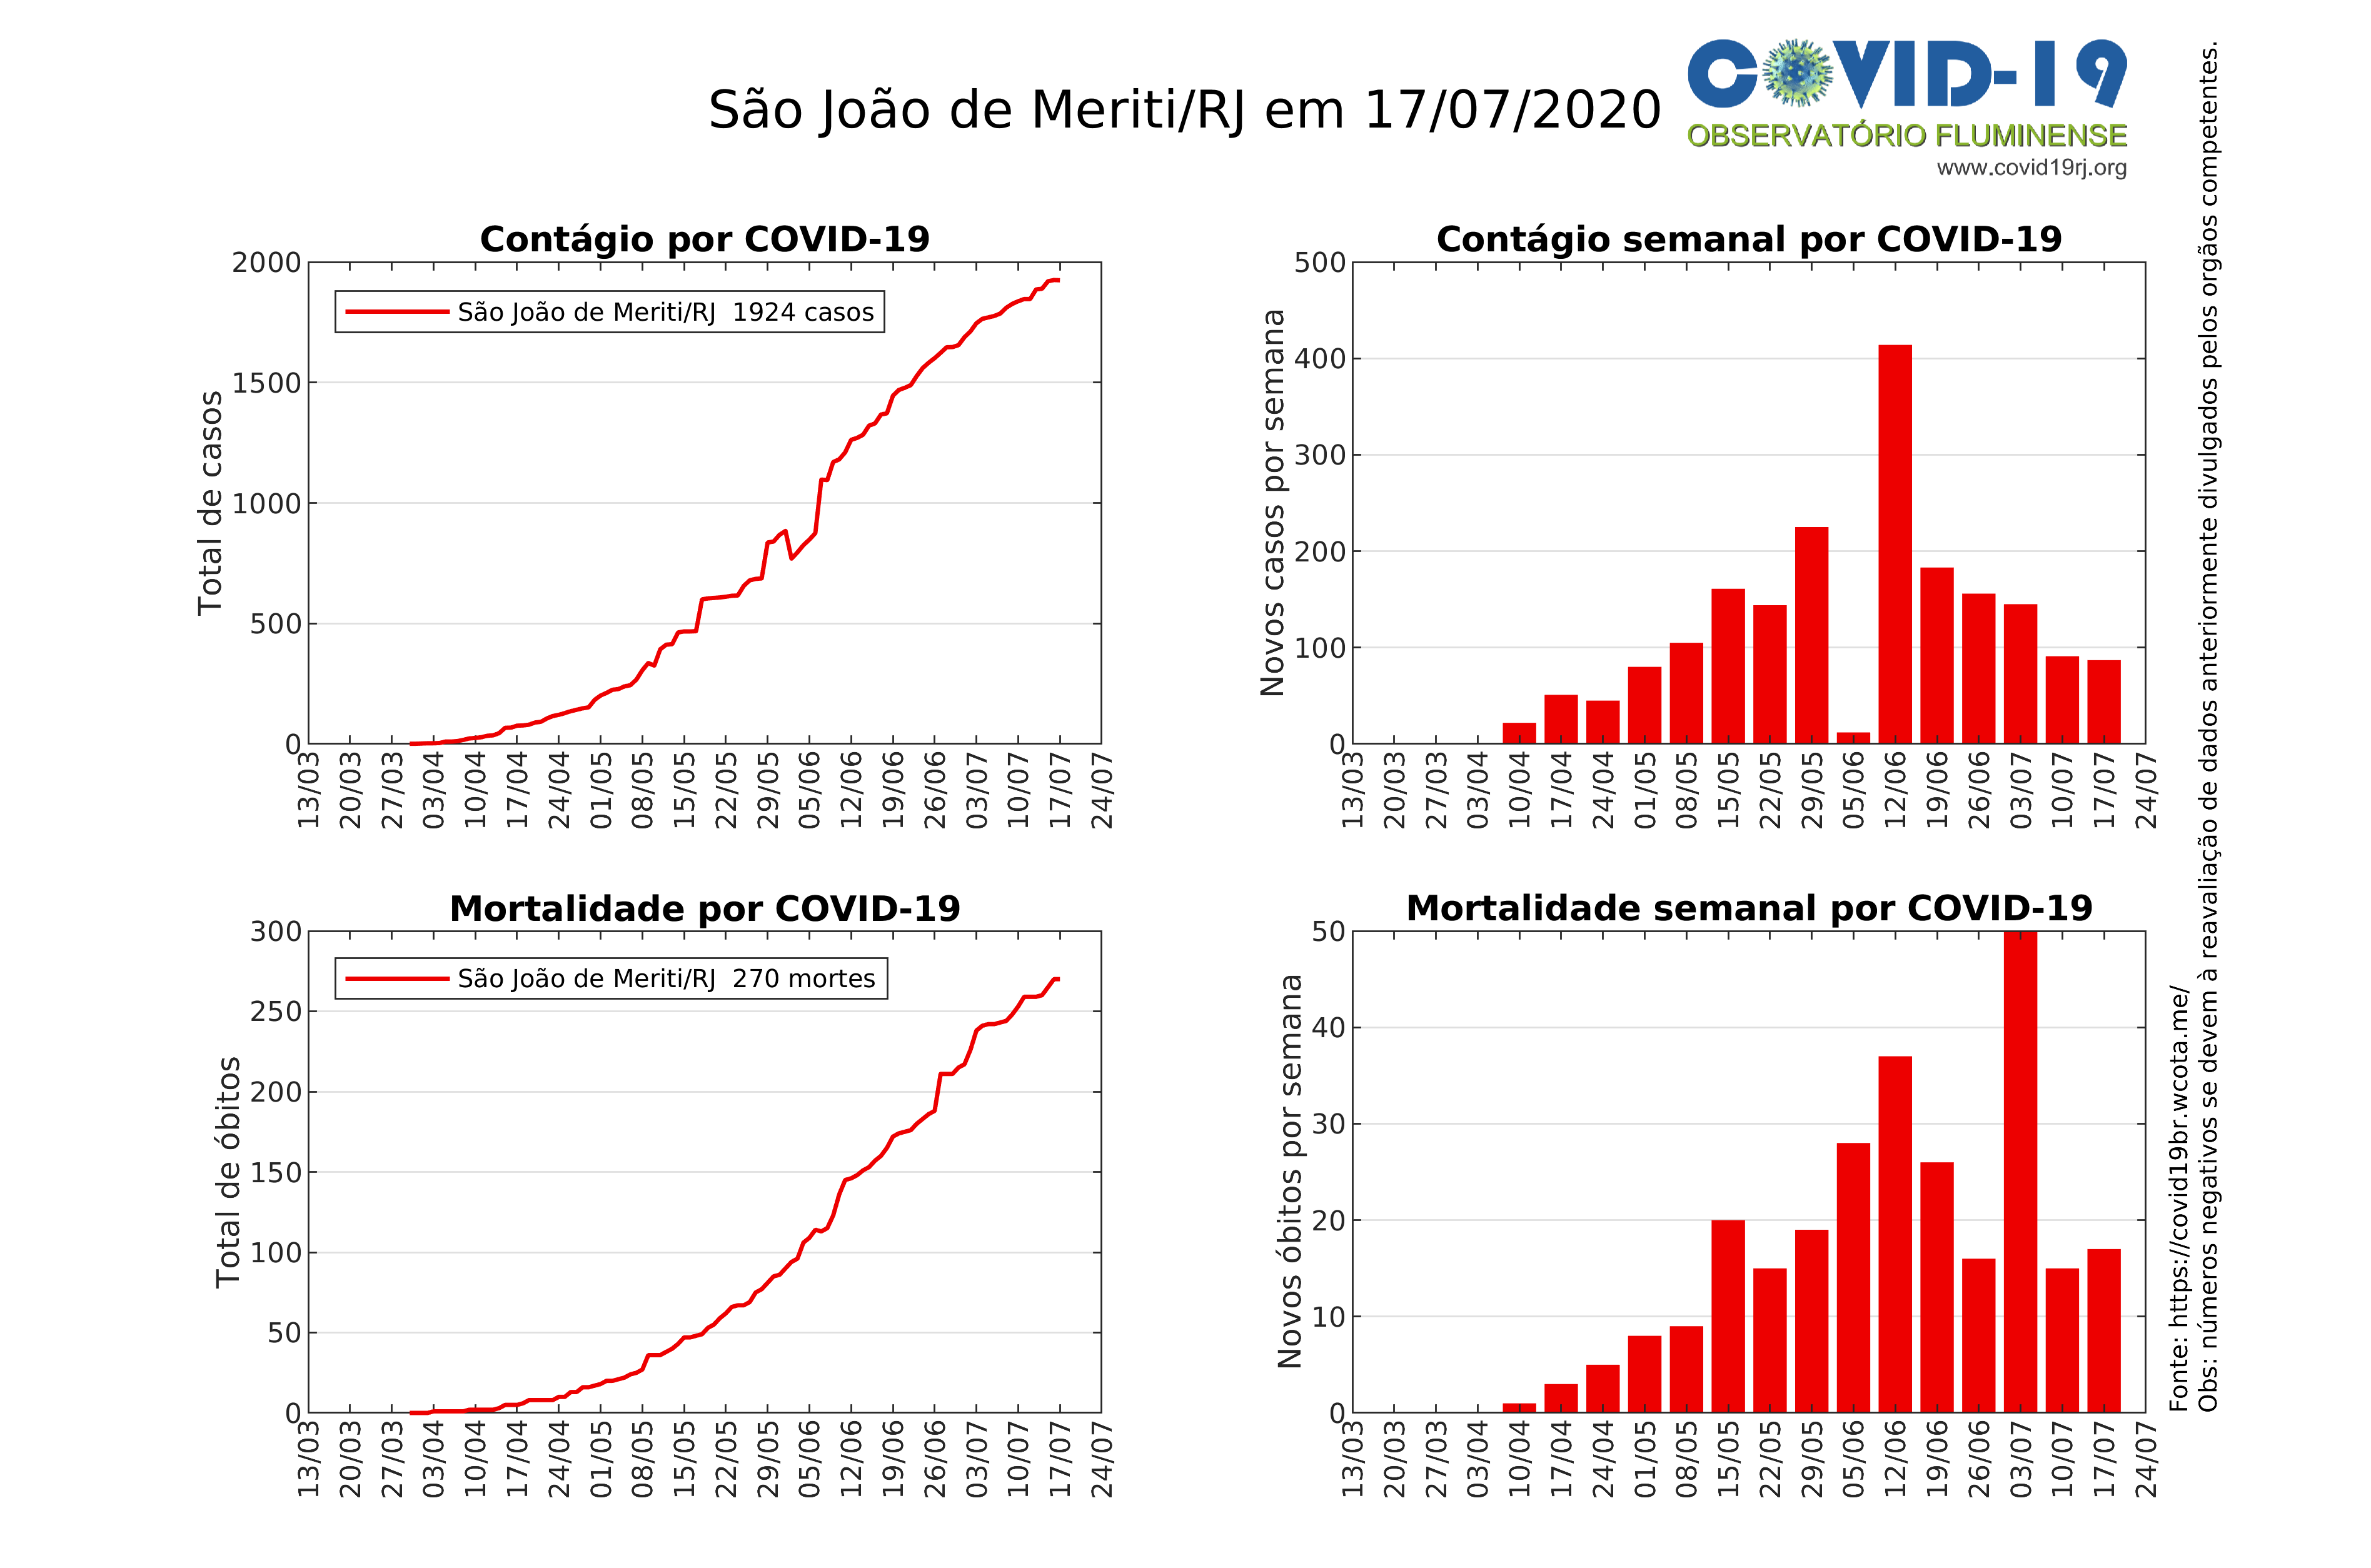 São João de Meriti/RJ em 17/07/2020
COVID-19
OBSERVATÓRIO FLUMINENSE
www.covid19rj.org
Contágio por COVID-19
Total de casos
2000
1500
1000
500
0
São João de Meriti/RJ 1924 casos
13/03 20/03 27/03 03/04 10/04 17/04 24/04 01/05 08/05 15/05 22/05 29/05 05/06 12/06 19/06 26/06 03/07 10/07 17/07 24/07
Contágio semanal por COVID-19
Novos casos por semana
500
400
300
200
100
0
13/03 20/03 27/03 03/04 10/04 17/04 24/04 01/05 08/05 15/05 22/05 29/05 05/06 12/06 19/06 26/06 03/07 10/07 17/07 24/07
Mortalidade por COVID-19
Total de óbitos
300
250
200
150
100
50
0
São João de Meriti/RJ 270 mortes
13/03 20/03 27/03 03/04 10/04 17/04 24/04 01/05 08/05 15/05 22/05 29/05 05/06 12/06 19/06 26/06 03/07 10/07 17/07 24/07
Mortalidade semanal por COVID-19
Novos óbitos por semana
50
40
30
20
10
0
13/03 20/03 27/03 03/04 10/04 17/04 24/04 01/05 08/05 15/05 22/05 29/05 05/06 12/06 19/06 26/06 03/07 10/07 17/07 24/07
Fonte: https://covid19br.wcota.me/
Obs: números negativos se devem à reavaliação de dados anteriormente divulgados pelos orgãos competentes.